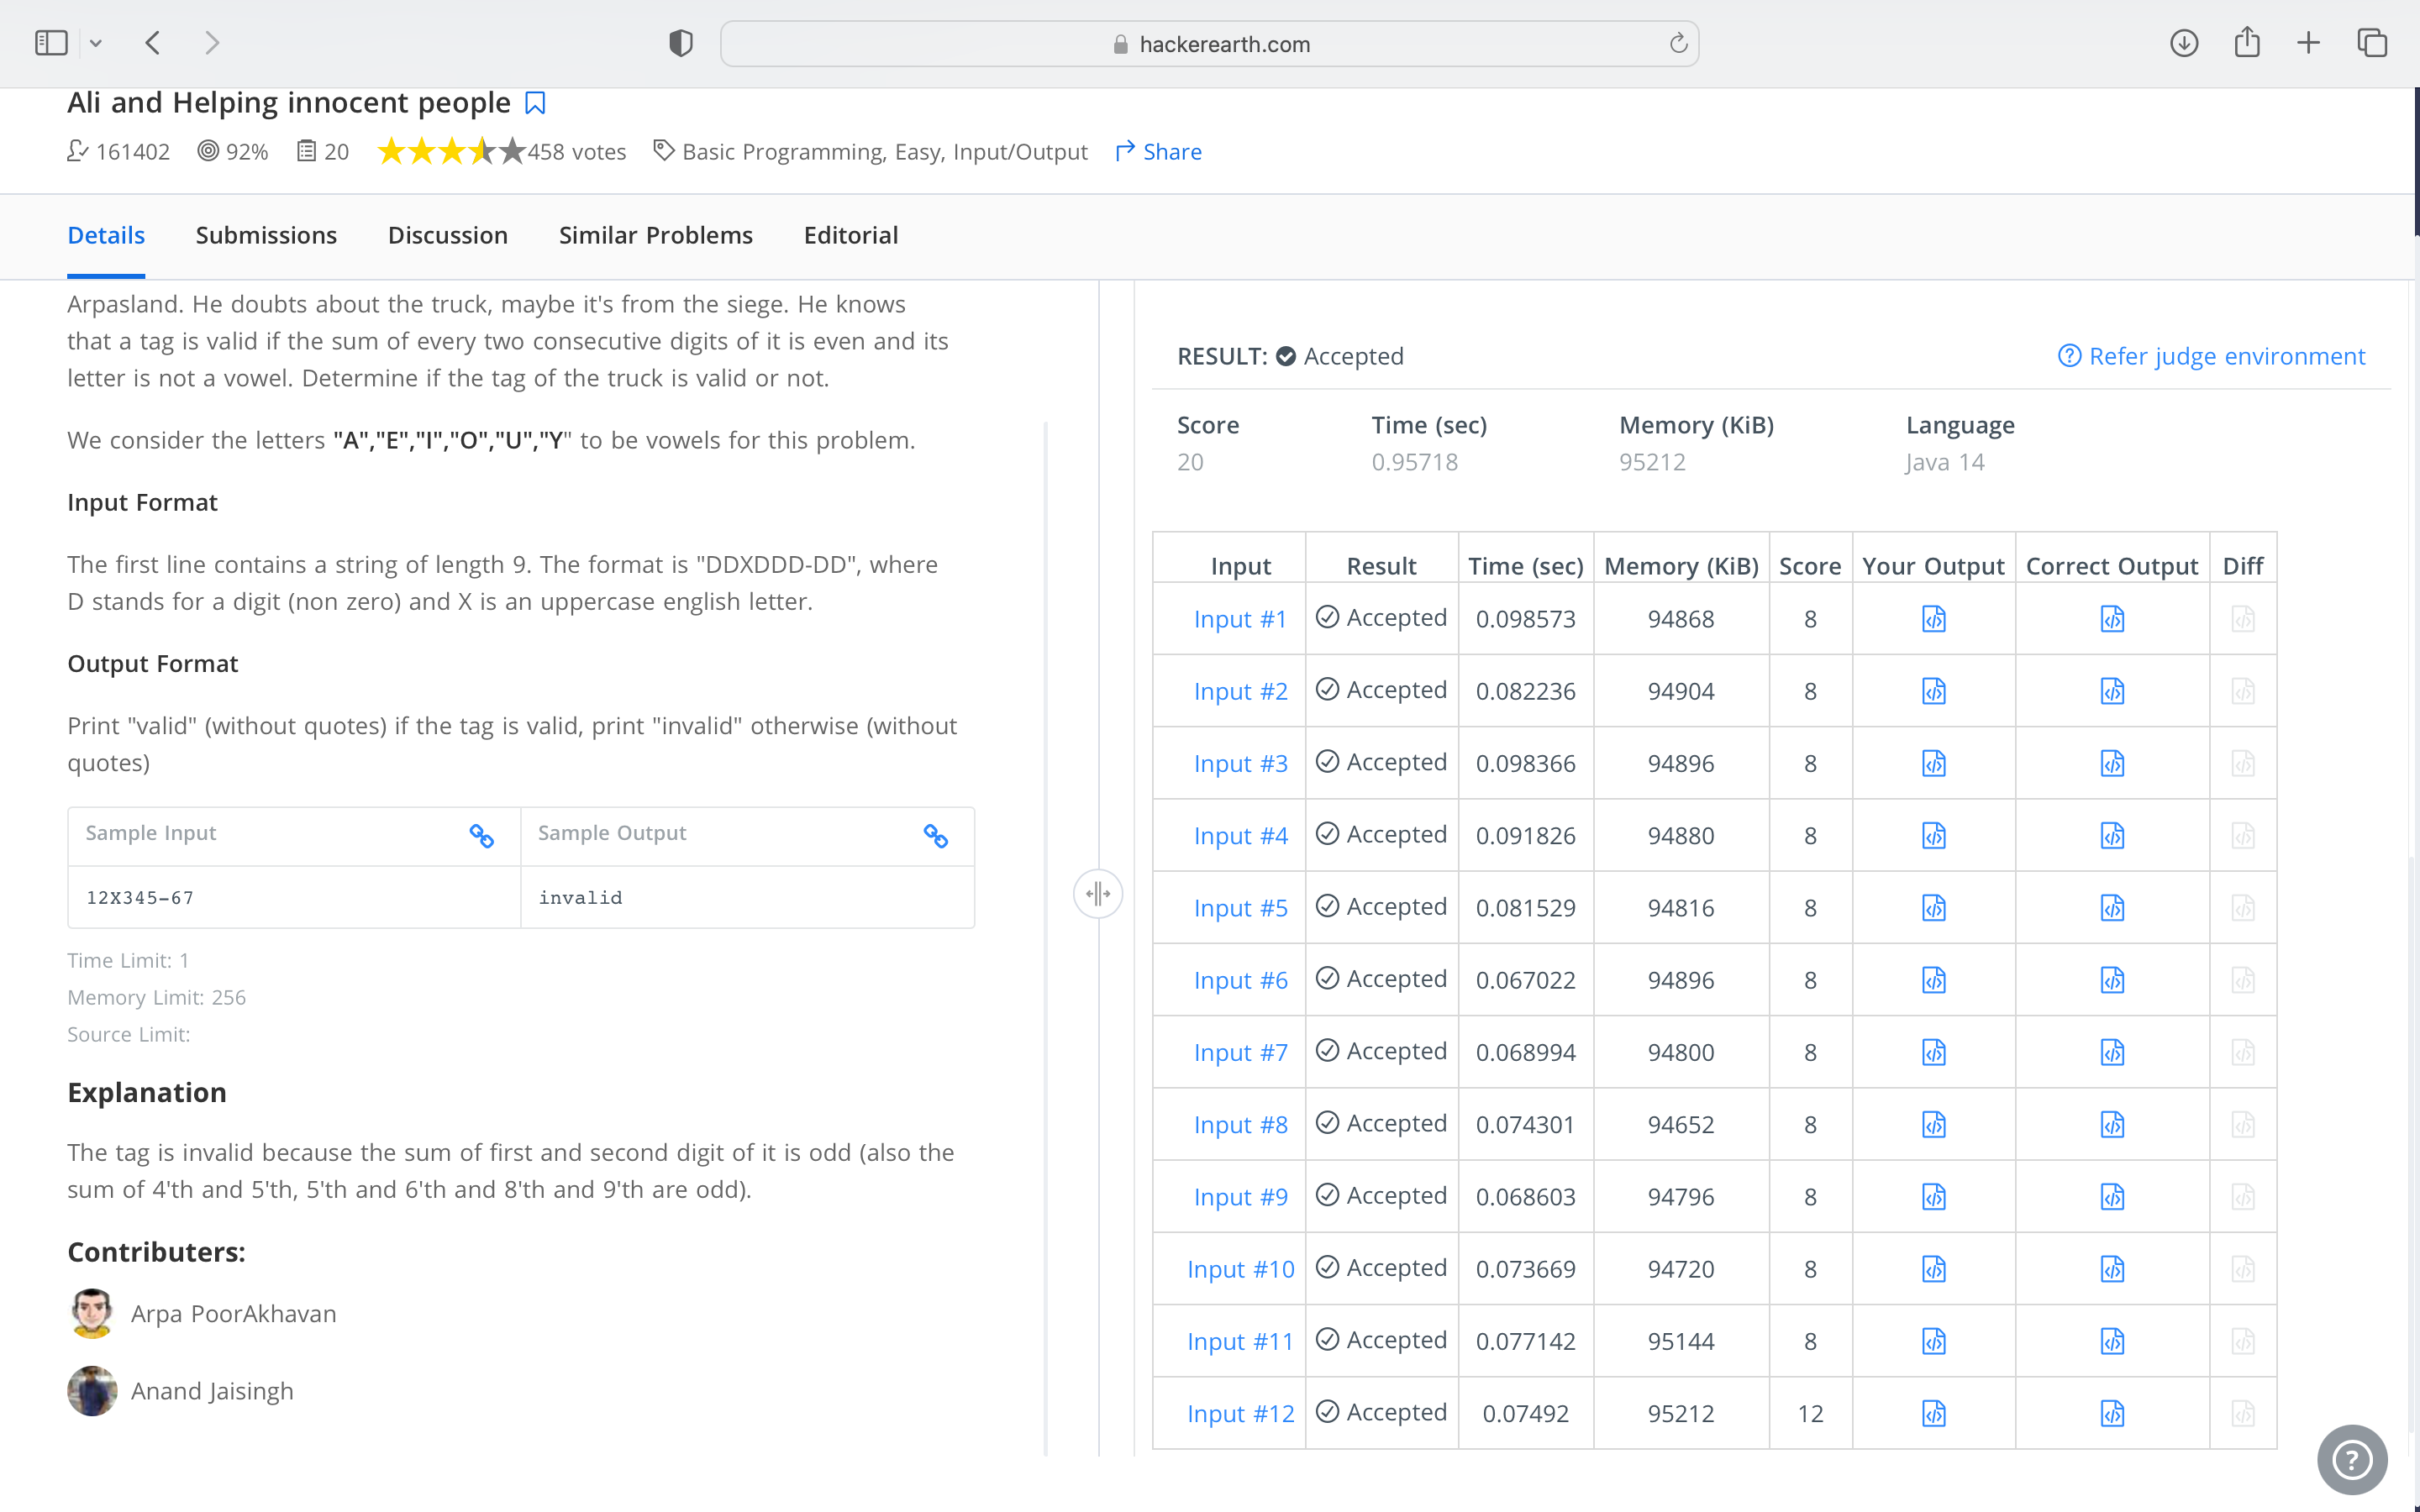 hackerearth.com
Ali and Helping innocent people
161402 92% 20 458 votes Basic Programming, Easy, Input/Output Share
Details Submissions Discussion Similar Problems Editorial
Arpasland. He doubts about the truck, maybe it's from the siege. He knows
that a tag is valid if the sum of every two consecutive digits of it is even and its
letter is not a vowel. Determine if the tag of the truck is valid or not.
We consider the letters "A","E","I","O","U","Y" to be vowels for this problem.
Input Format
The first line contains a string of length 9. The format is "DDXDDD-DD", where
D stands for a digit (non zero) and X is an uppercase english letter.
Output Format
Print "valid" (without quotes) if the tag is valid, print "invalid" otherwise (without
quotes)
Sample Input Sample Output
12X345-67 invalid
Time Limit: 1
Memory Limit: 256
Source Limit:
Explanation
The tag is invalid because the sum of first and second digit of it is odd (also the
sum of 4'th and 5'th, 5'th and 6'th and 8'th and 9'th are odd).
Contributers:
Arpa PoorAkhavan
Anand Jaisingh
RESULT: Accepted Refer judge environment
Score Time (sec) Memory (KiB) Language
20 0.95718 95212 Java 14
Input Result Time (sec) Memory (KiB) Score Your Output Correct Output Diff
Input #1 Accepted 0.098573 94868 8
Input #2 Accepted 0.082236 94904 8
Input #3 Accepted 0.098366 94896 8
Input #4 Accepted 0.091826 94880 8
Input #5 Accepted 0.081529 94816 8
Input #6 Accepted 0.067022 94896 8
Input #7 Accepted 0.068994 94800 8
Input #8 Accepted 0.074301 94652 8
Input #9 Accepted 0.068603 94796 8
Input #10 Accepted 0.073669 94720 8
Input #11 Accepted 0.077142 95144 8
Input #12 Accepted 0.07492 95212 12